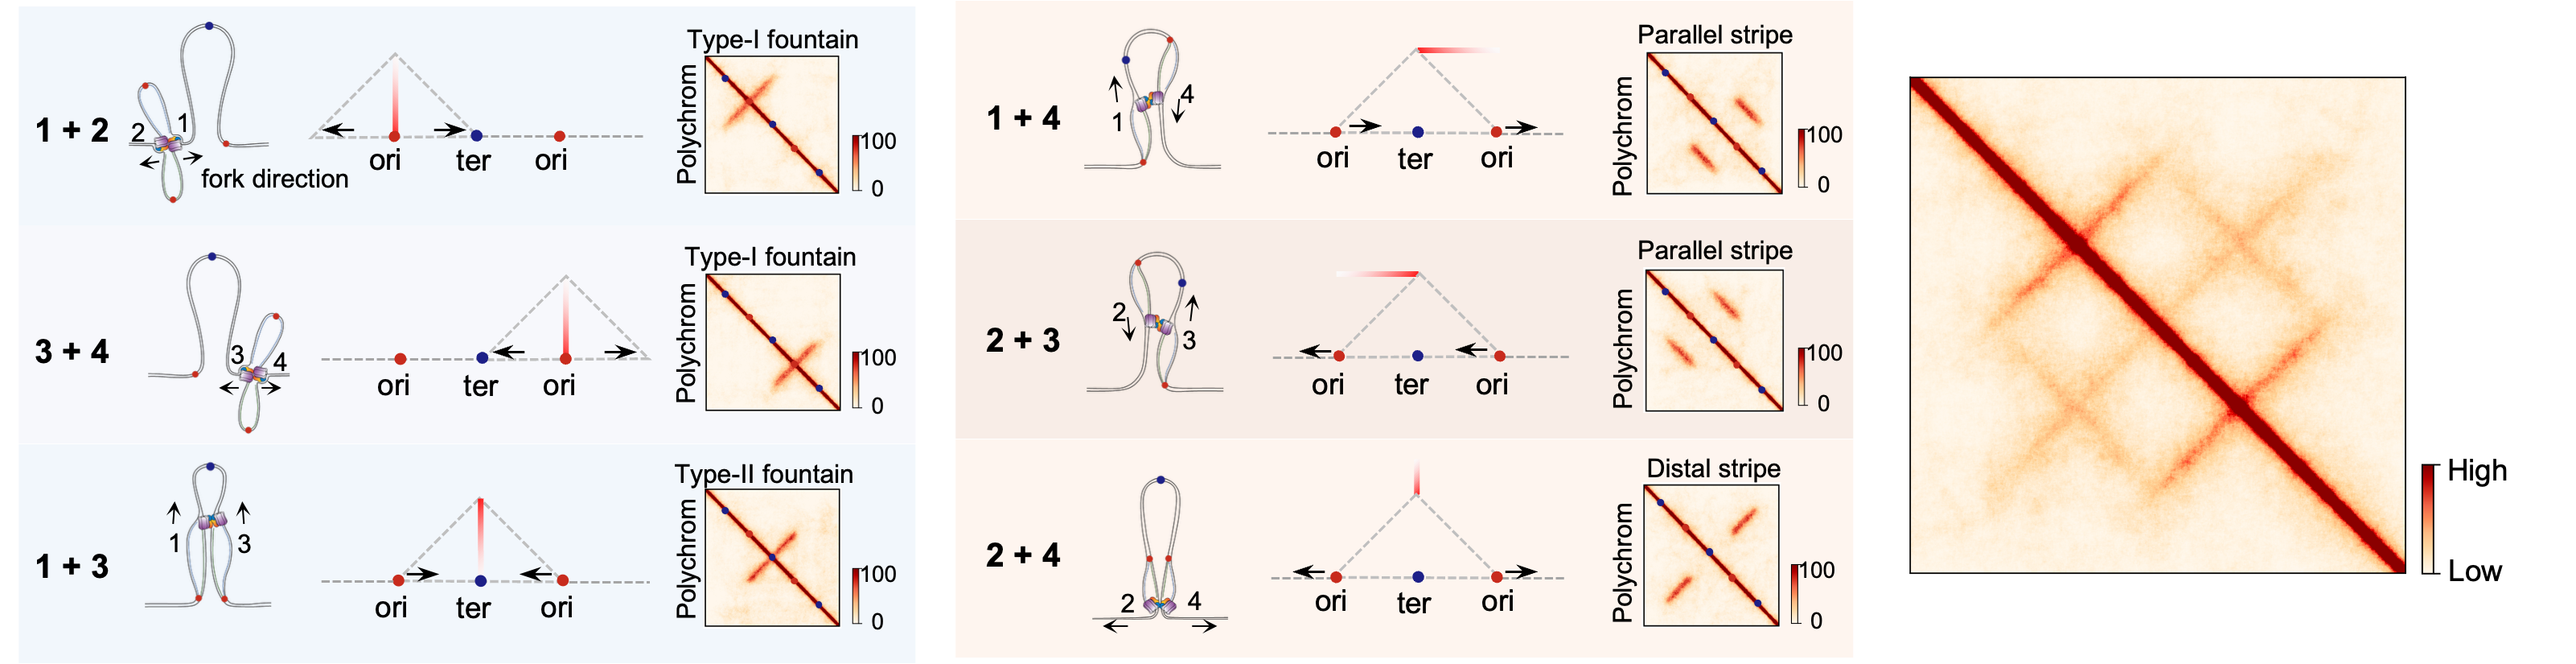 Type-I fountain
1 + 2
2
1
fork direction
ori
ter
ori
Polychrom
100
0
Type-I fountain
3 + 4
3
4
ori
ter
ori
Polychrom
100
0
Type-II fountain
1 + 3
1
3
ori
ter
ori
Polychrom
100
0
Parallel stripe
1 + 4
1
4
ori
ter
ori
Polychrom
100
0
Parallel stripe
2 + 3
2
3
ori
ter
ori
Polychrom
100
0
Distal stripe
2 + 4
2
4
ori
ter
ori
Polychrom
100
0
High
Low